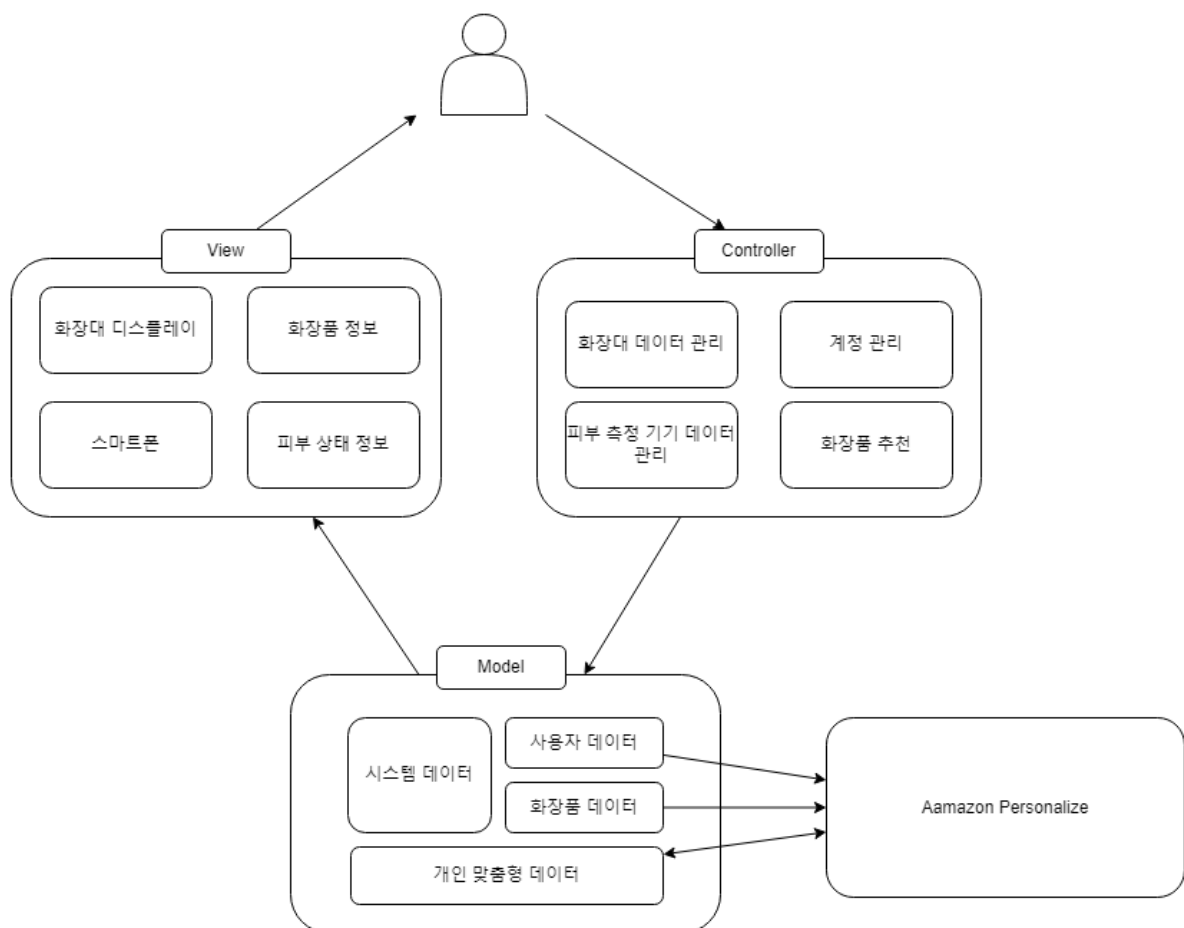 View
화장대 디스플레이
화장품 정보
스마트폰
피부 상태 정보
Controller
화장대 데이터 관리
계정 관리
피부 측정 기기 데이터
관리
화장품 추천
Model
시스템 데이터
사용자 데이터
화장품 데이터
개인 맞춤형 데이터
Aamazon Personalize